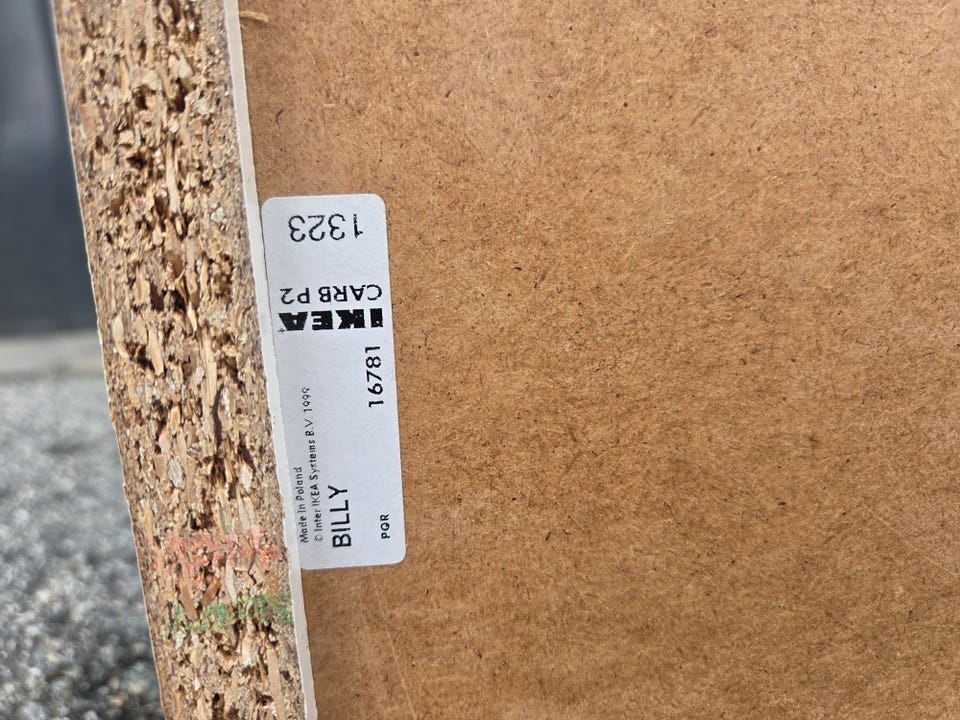 Made in Poland
© Inter IKEA Systems B.V. 1999
BILLY
PQR
16781
IKEA
CARB P2
1323